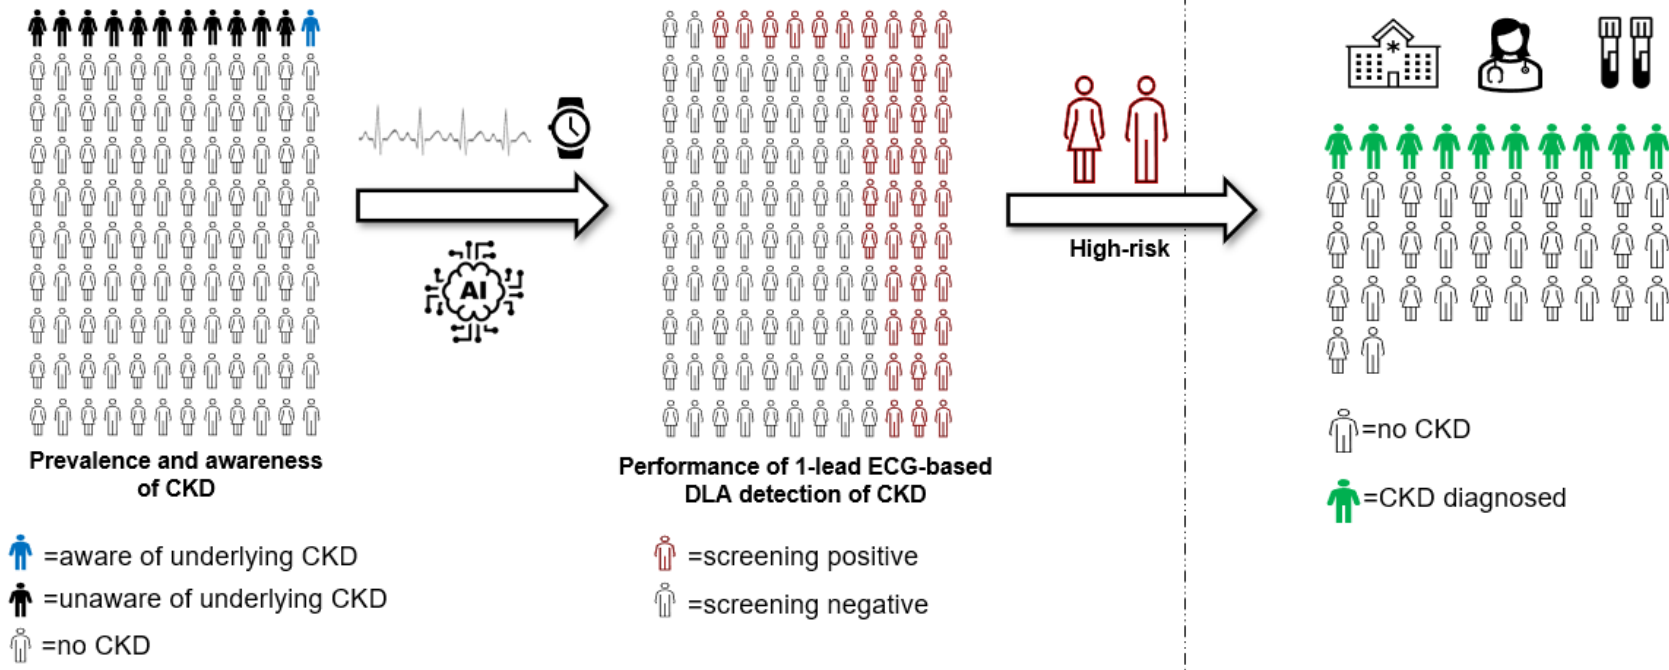 AI
High-risk
Prevalence and awareness
of CKD
Performance of 1-lead ECG-based
DLA detection of CKD
=aware of underlying CKD
=unaware of underlying CKD
=no CKD
=screening positive
=screening negative
=no CKD
=CKD diagnosed